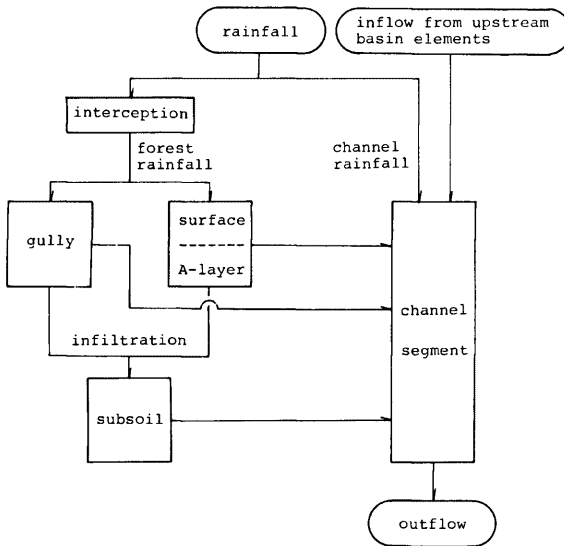 rainfall
inflow from upstream
basin elements
interception
forest
rainfall
channel
rainfall
gully
surface
A-layer
channel
segment
infiltration
subsoil
outflow